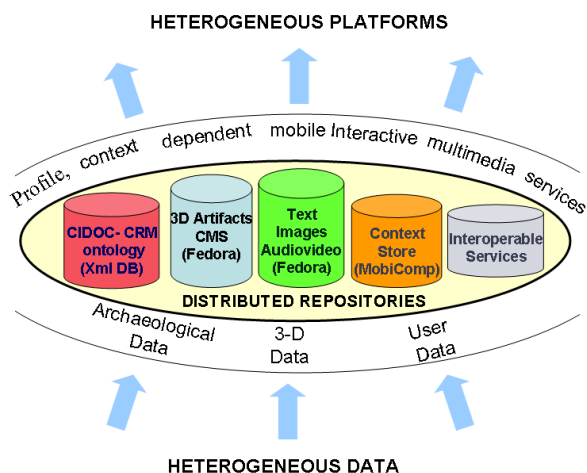 HETEROGENEOUS PLATFORMS
Profile, context dependent mobile Interactive multimedia services
CIDOC- CRM
ontology
(Xml DB)
3D Artifacts
CMS
(Fedora)
Text
Images
Audiovideo
(Fedora)
Context
Store
(MobiComp)
Interoperable
Services
DISTRIBUTED REPOSITORIES
Archaeological
Data
3-D
Data
User
Data
HETEROGENEOUS DATA